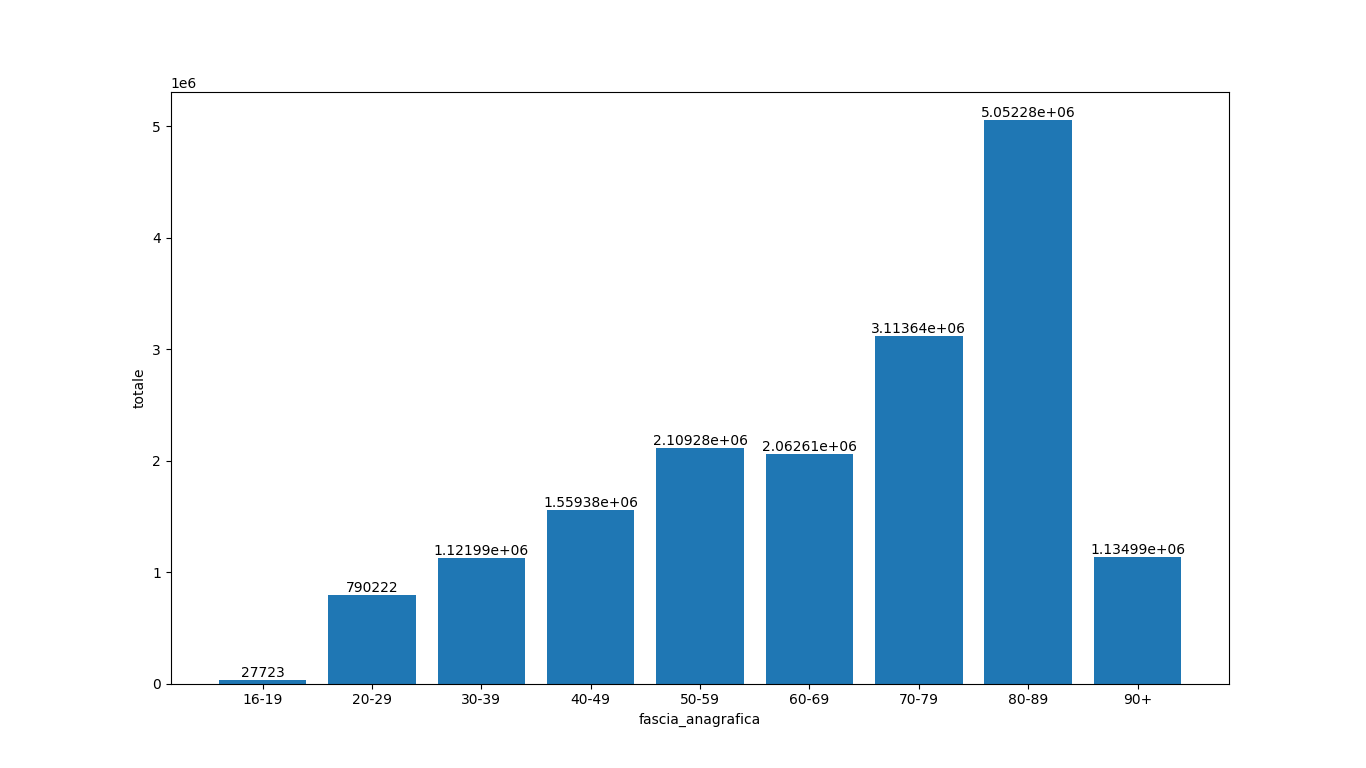 1e6
5.05228e+06
5
4
3.11364e+06
3
totale
2.10928e+06
2.06261e+06
2
1.55938e+06
1.12199e+06
1.13499e+06
1
790222
27723
0
16-19 20-29 30-39 40-49 50-59 60-69 70-79 80-89 90+
fascia_anagrafica